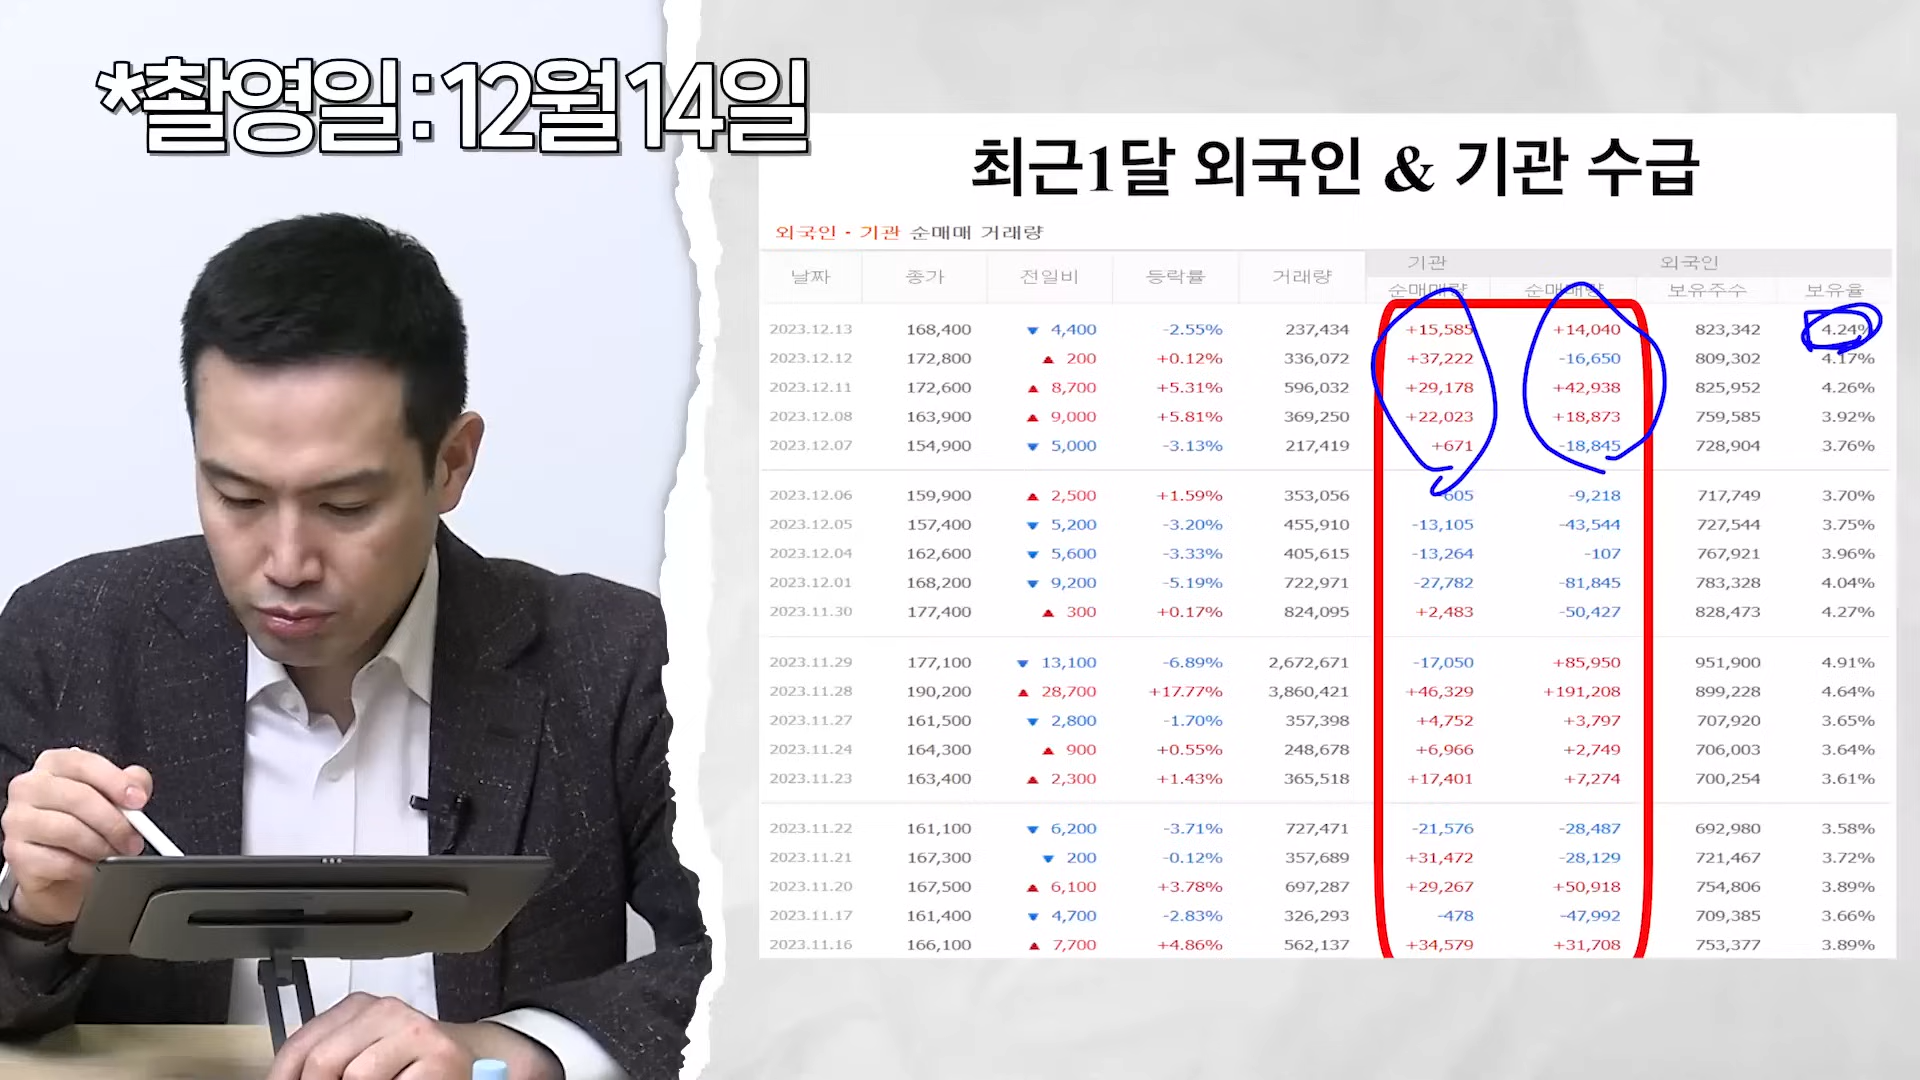 *촬영일:12월 14일
최근1달 외국인 & 기관 수급
외국인·기관 순매매 거래량
날짜 종가 전일비 등락률 거래량 기관 외국인
순매매량 순매매량 보유주수 보유율
2023.12.13 168,400 ▼ 4,400 -2.55% 237,434 +15,585 +14,040 823,342 4.24%
2023.12.12 172,800 ▲ 200 +0.12% 336,072 +37,222 -16,650 809,302 4.17%
2023.12.11 172,600 ▲ 8,700 +5.31% 596,032 +29,178 +42,938 825,952 4.26%
2023.12.08 163,900 ▲ 9,000 +5.81% 369,250 +22,023 +18,873 759,585 3.92%
2023.12.07 154,900 ▼ 5,000 -3.13% 217,419 +671 -18,845 728,904 3.76%
2023.12.06 159,900 ▲ 2,500 +1.59% 353,056 605 -9,218 717,749 3.70%
2023.12.05 157,400 ▼ 5,200 -3.20% 455,910 -13,105 -43,544 727,544 3.75%
2023.12.04 162,600 ▼ 5,600 -3.33% 405,615 -13,264 -107 767,921 3.96%
2023.12.01 168,200 ▼ 9,200 -5.19% 722,971 -27,782 -81,845 783,328 4.04%
2023.11.30 177,400 ▲ 300 +0.17% 824,095 +2,483 -50,427 828,473 4.27%
2023.11.29 177,100 ▼ 13,100 -6.89% 2,672,671 -17,050 +85,950 951,900 4.91%
2023.11.28 190,200 ▲ 28,700 +17.77% 3,860,421 +46,329 +191,208 899,228 4.64%
2023.11.27 161,500 ▼ 2,800 -1.70% 357,398 +4,752 +3,797 707,920 3.65%
2023.11.24 164,300 ▲ 900 +0.55% 248,678 +6,966 +2,749 706,003 3.64%
2023.11.23 163,400 ▲ 2,300 +1.43% 365,518 +17,401 +7,274 700,254 3.61%
2023.11.22 161,100 ▼ 6,200 -3.71% 727,471 -21,576 -28,487 692,980 3.58%
2023.11.21 167,300 ▼ 200 -0.12% 357,689 +31,472 -28,129 721,467 3.72%
2023.11.20 167,500 ▲ 6,100 +3.78% 697,287 +29,267 +50,918 754,806 3.89%
2023.11.17 161,400 ▼ 4,700 -2.83% 326,293 -478 -47,992 709,385 3.66%
2023.11.16 166,100 ▲ 7,700 +4.86% 562,137 +34,579 +31,708 753,377 3.89%